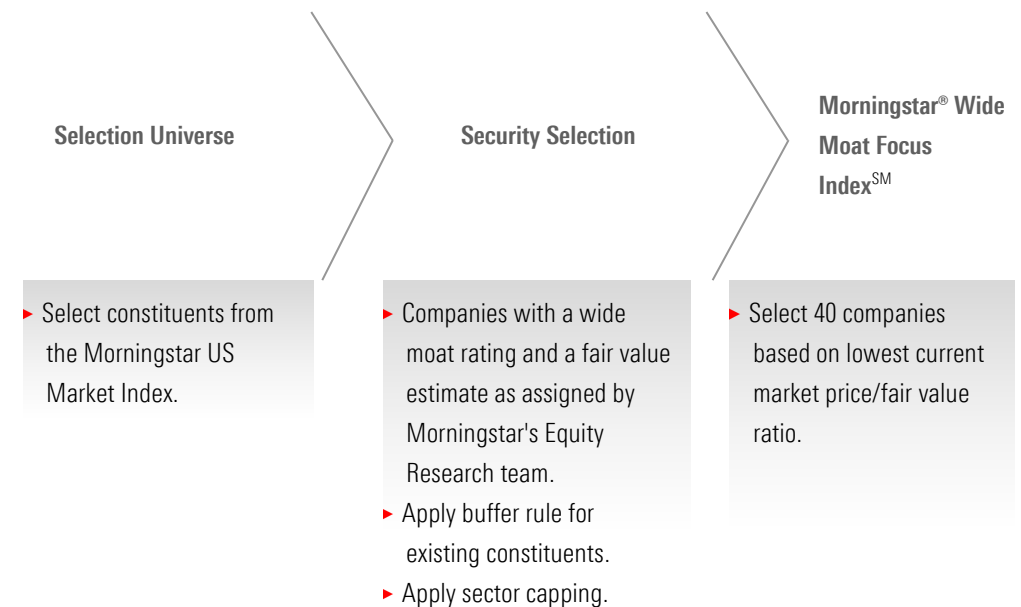 Selection Universe
Security Selection
Morningstar® Wide
Moat Focus
Index℠
► Select constituents from
the Morningstar US
Market Index.
► Companies with a wide
moat rating and a fair value
estimate as assigned by
Morningstar's Equity
Research team.
► Apply buffer rule for
existing constituents.
► Apply sector capping.
► Select 40 companies
based on lowest current
market price/fair value
ratio.